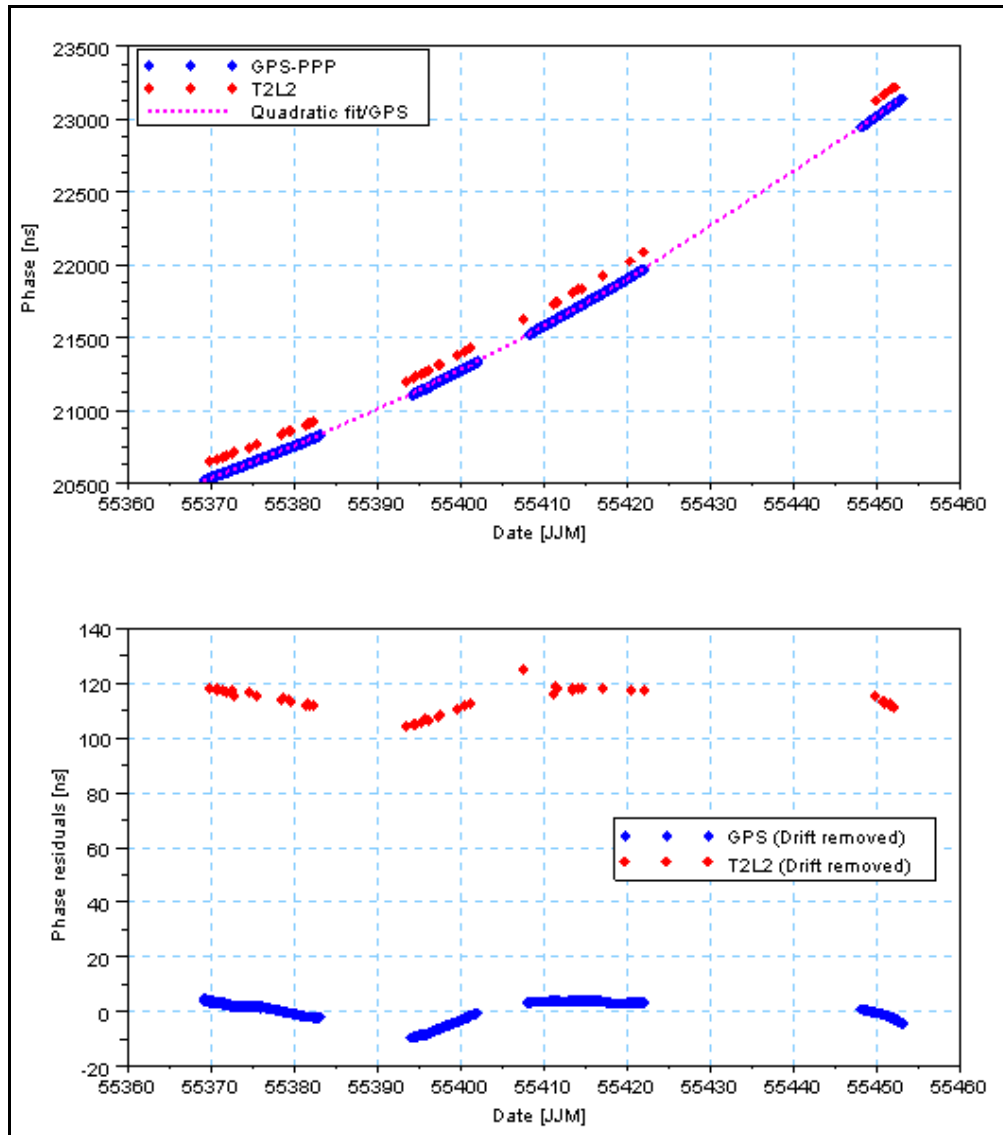 23500
23000
22500
22000
21500
21000
20500
Phase [ns]
GPS-PPP
T2L2
Quadratic fit/GPS
55360 55370 55380 55390 55400 55410 55420 55430 55440 55450 55460
Date [JJM]
140
120
100
80
60
40
20
0
-20
Phase residuals [ns]
GPS (Drift removed)
T2L2 (Drift removed)
55360 55370 55380 55390 55400 55410 55420 55430 55440 55450 55460
Date [JJM]